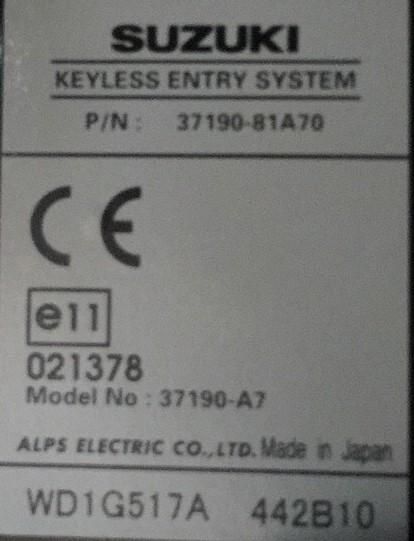 SUZUKI
KEYLESS ENTRY SYSTEM
P/N : 37190-81A70
CE
e11
021378
Model No : 37190-A7
ALPS ELECTRIC CO.,LTD. Made in Japan
WD1G517A 442B10